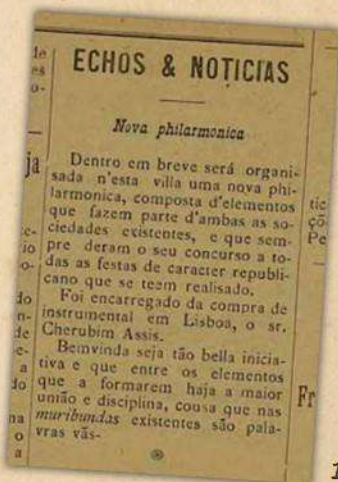 ECHOS & NOTICIAS
Nova philarmonica
Dentro em breve será organi-
sada n'esta villa uma nova phi-
larmonica, composta d'elementos
que fazem parte d'ambas as so-
ciedades existentes, e que sem-
pre deram o seu concurso a to-
das as festas de caracter republi-
cano que se teem realisado.
Foi encarregado da compra de
instrumental em Lisboa, o sr.
Cherubim Assis.
Bemvinda seja tão bella inicia-
tiva e que entre os elementos
que a formarem haja a maior
união e disciplina, cousa que nas
muribundas existentes são pala-
vras vãs-